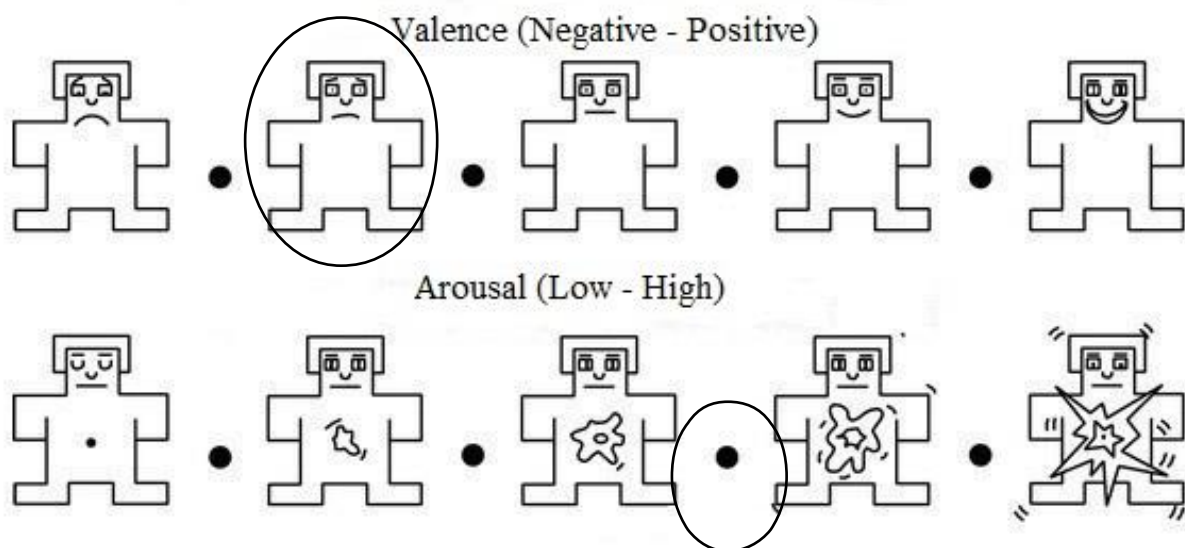 Valence (Negative - Positive)
Arousal (Low - High)